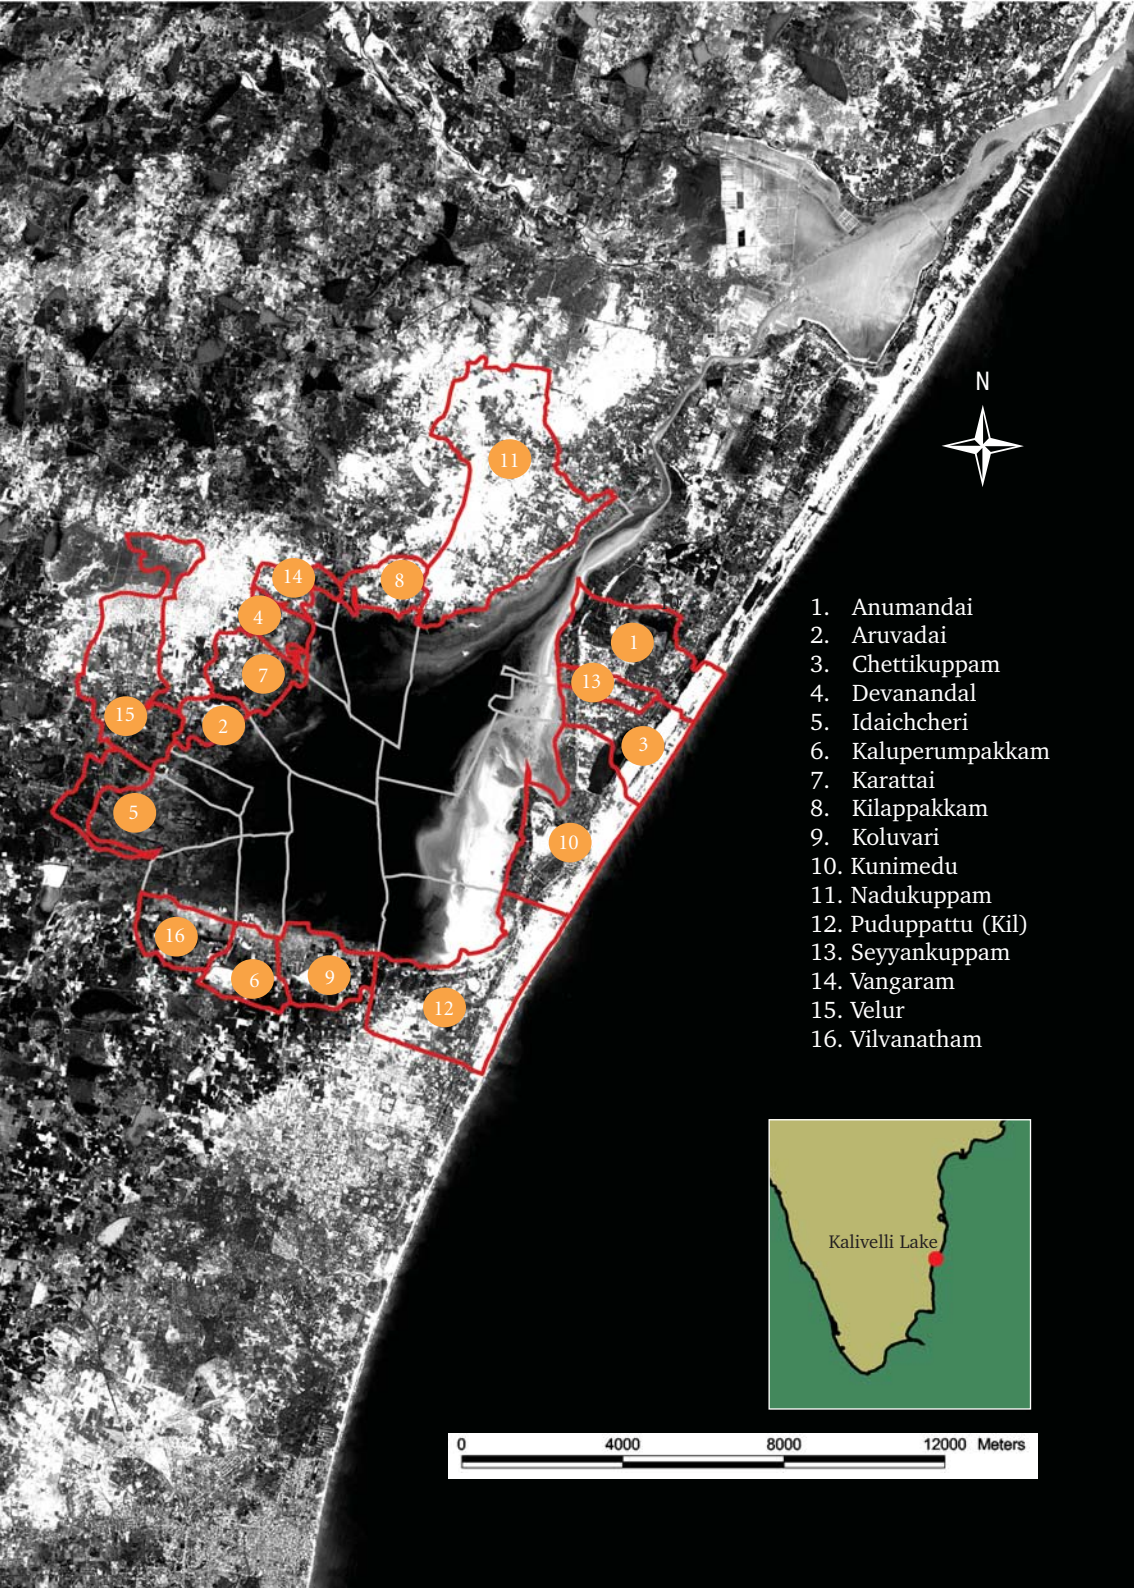 11
N
14
8
4
1
7
13
15
2
3
5
10
16
6
9
12
1. Anumandai
2. Aruvadai
3. Chettikuppam
4. Devanandal
5. Idaichcheri
6. Kaluperumpakkam
7. Karattai
8. Kilappakkam
9. Koluvari
10. Kunimedu
11. Nadukuppam
12. Puduppattu (Kil)
13. Seyyankuppam
14. Vangaram
15. Velur
16. Vilvanatham
Kalivelli Lake
0 4000 8000 12000 Meters